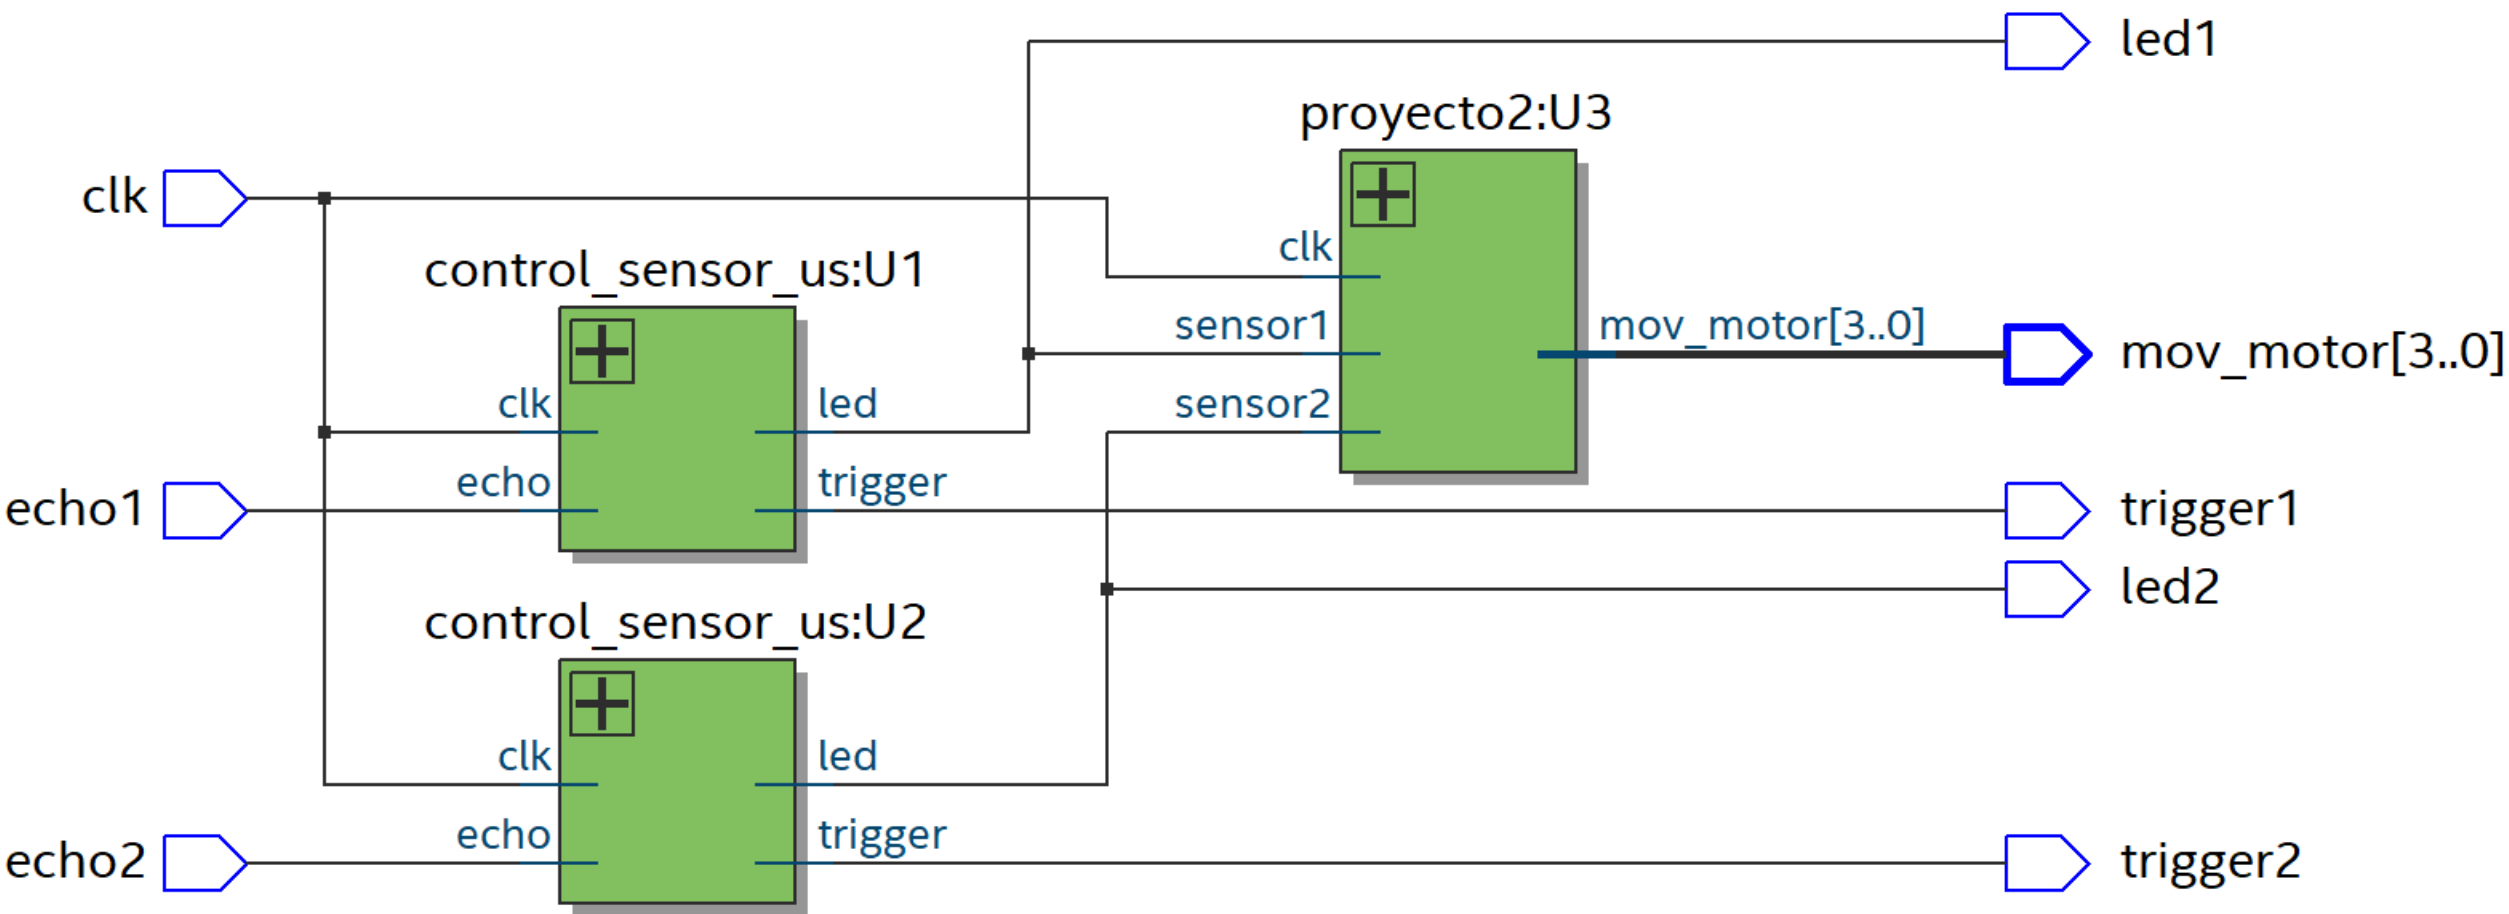 led1
proyecto2:U3
clk
clk
control_sensor_us:U1
sensor1
mov_motor[3..0]
mov_motor[3..0]
clk
led
sensor2
echo1
echo
trigger
trigger1
led2
control_sensor_us:U2
clk
led
echo2
echo
trigger
trigger2